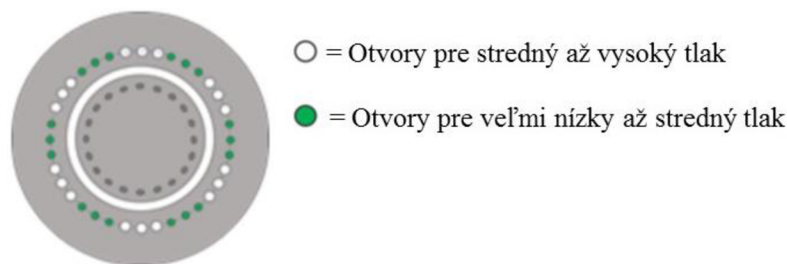 = Otvory pre stredný až vysoký tlak
= Otvory pre veľmi nízky až stredný tlak